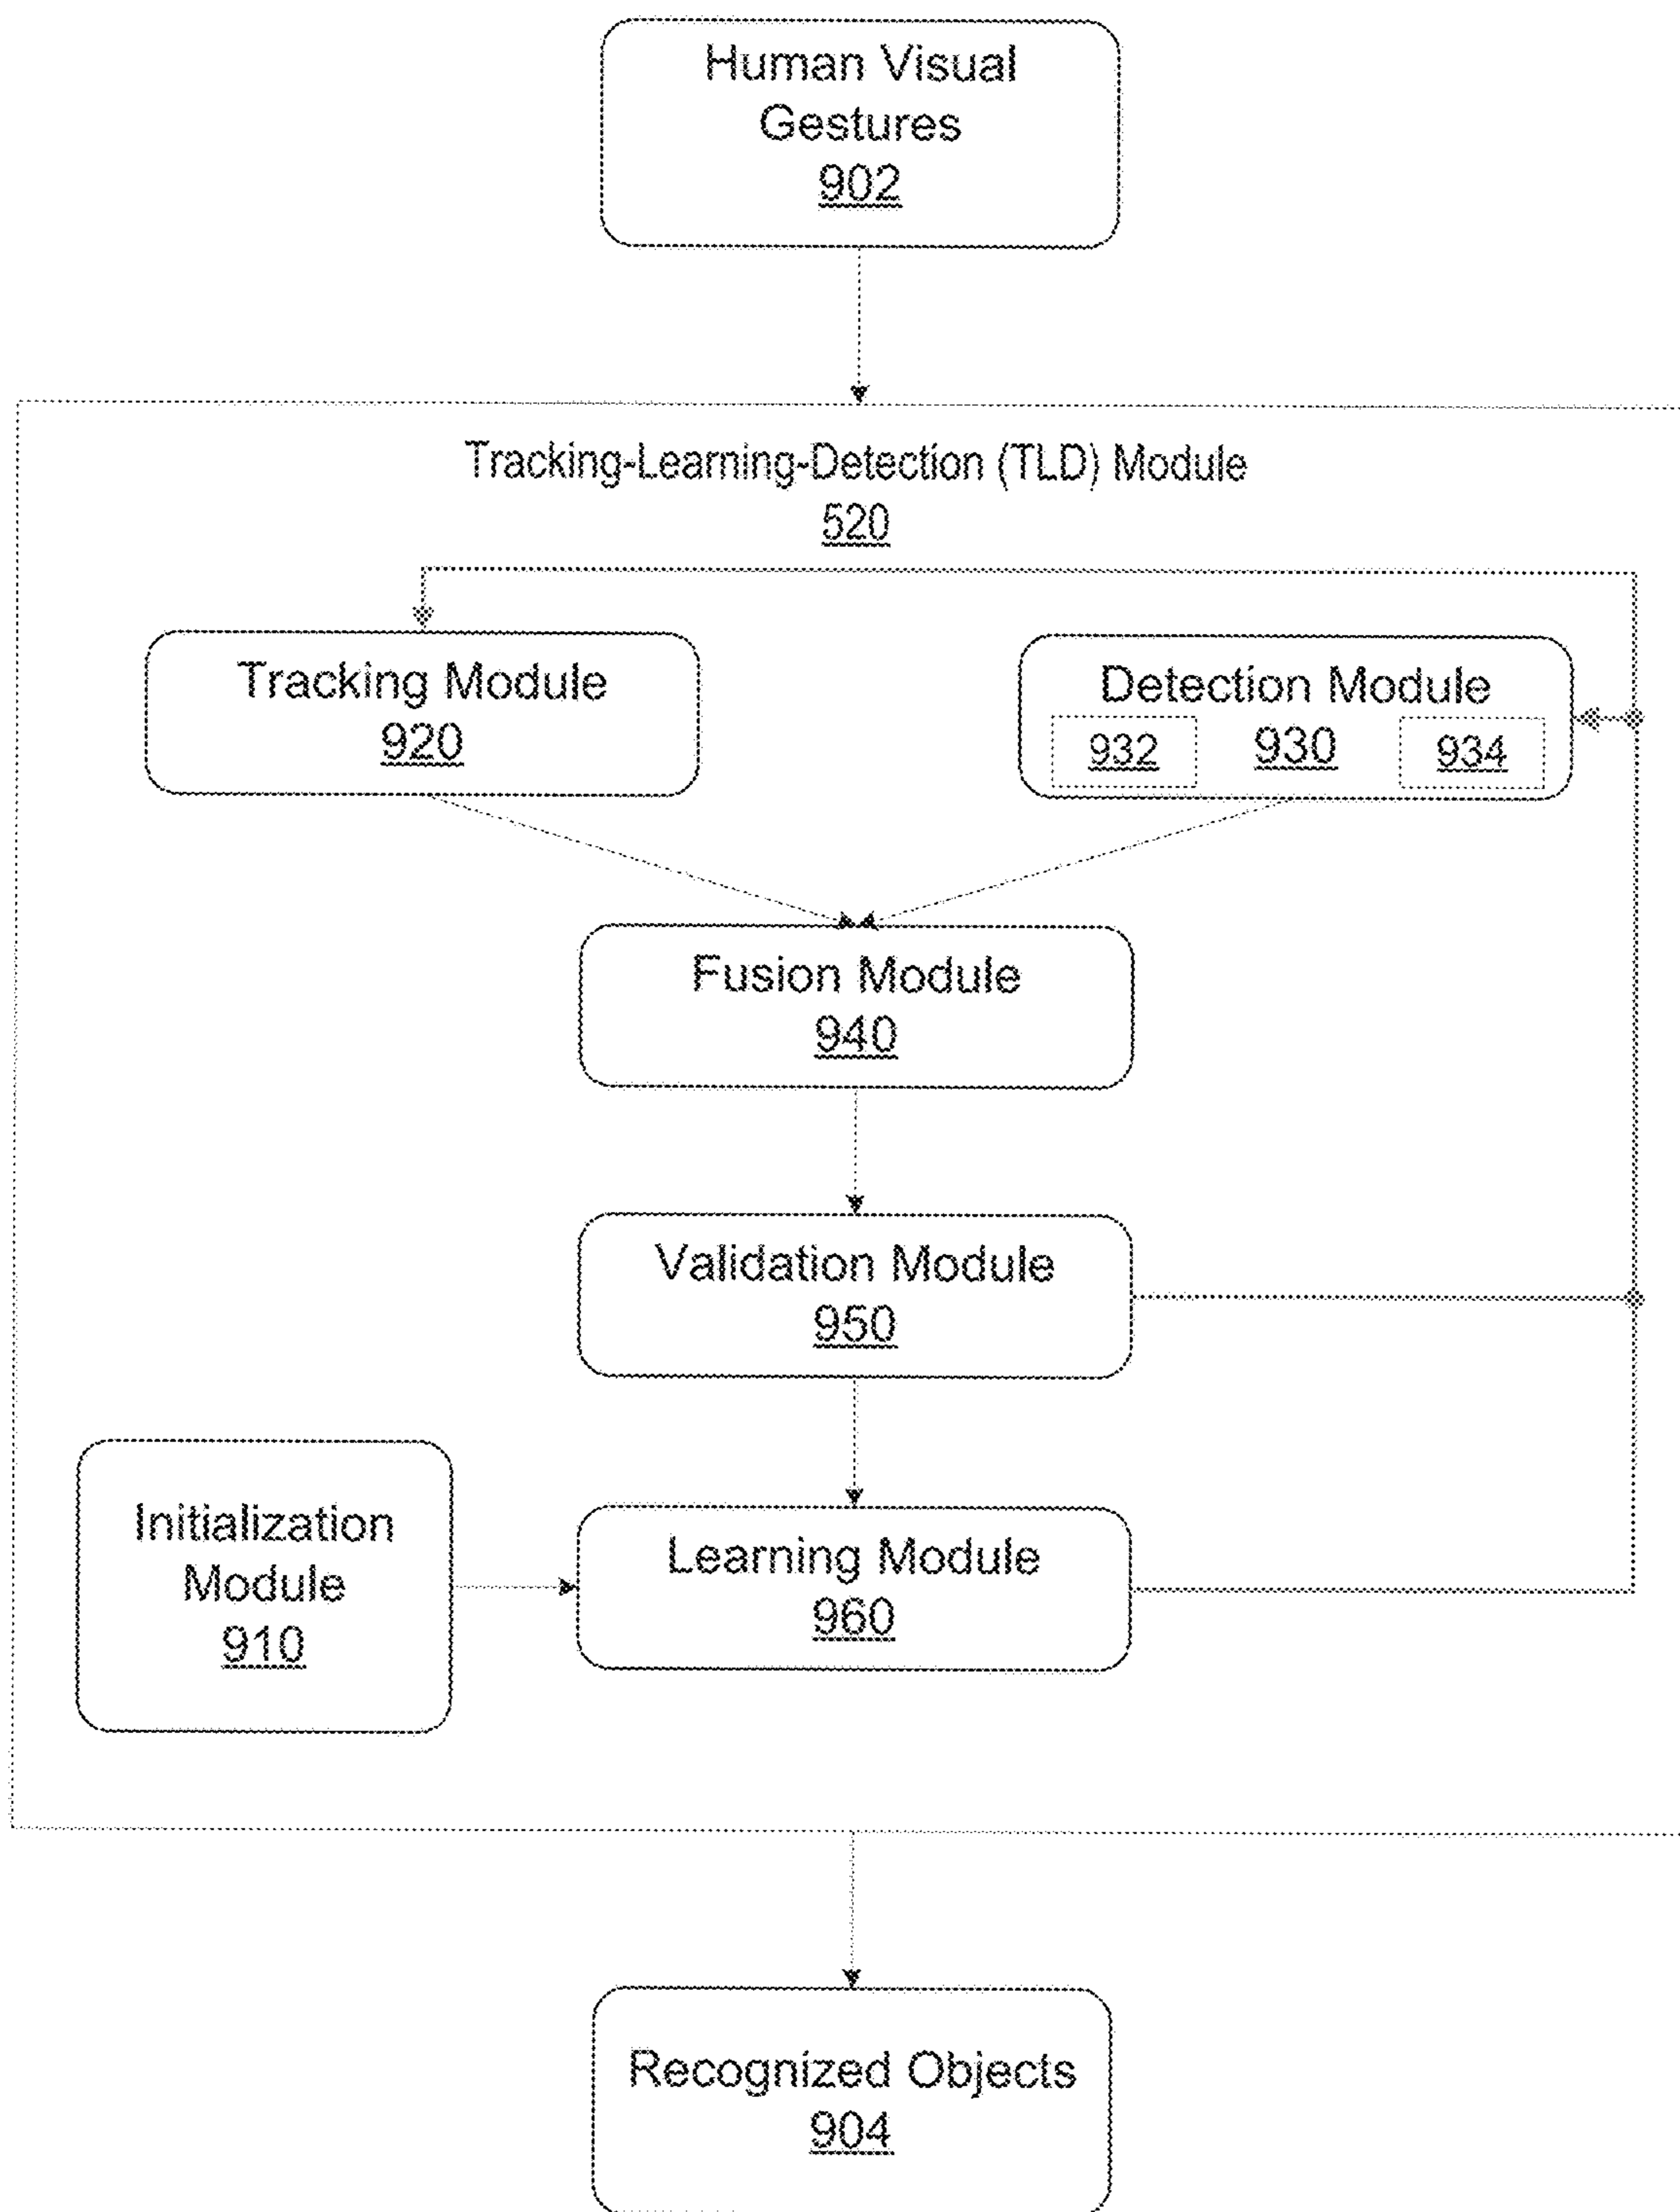 Human Visual
Gestures
902
Tracking-Learning-Detection (TLD) Module
520
Tracking Module
920
Detection Module
932 930 934
Fusion Module
940
Validation Module
950
Initialization
Module
910
Learning Module
960
Recognized Objects
904